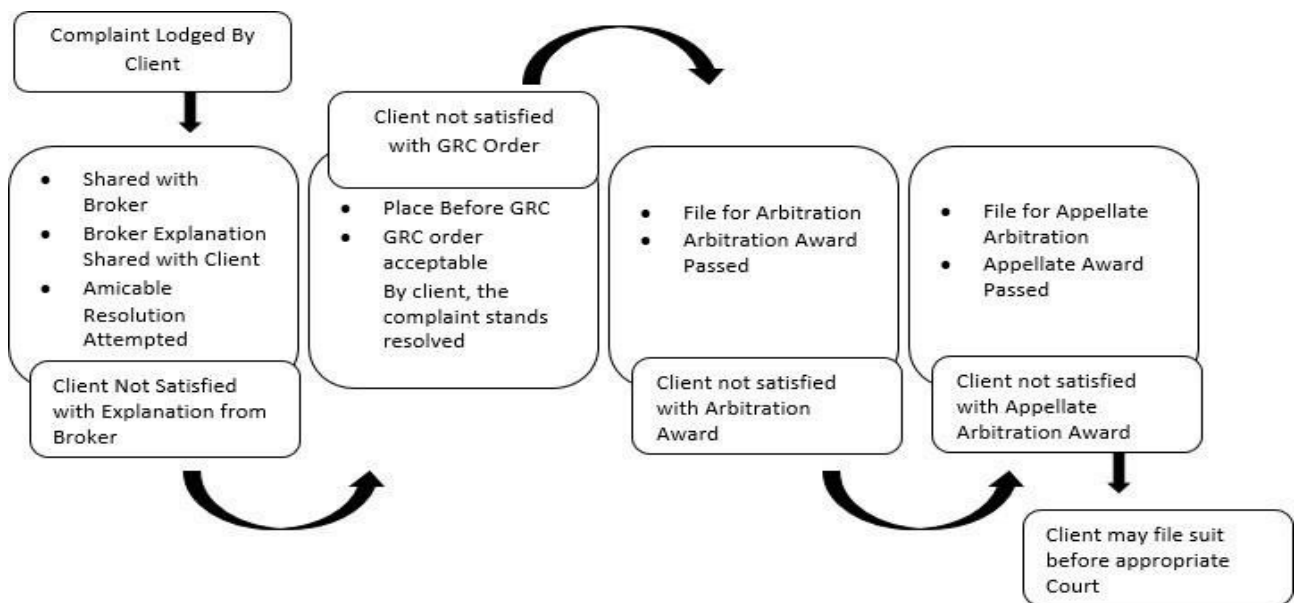 Complaint Lodged By
Client
● Shared with
Broker
● Broker Explanation
Shared with Client
● Amicable
Resolution
Attempted
Client Not Satisfied
with Explanation from
Broker
Client not satisfied
with GRC Order
● Place Before GRC
● GRC order
acceptable
By client, the
complaint stands
resolved
● File for Arbitration
● Arbitration Award
Passed
Client not satisfied
with Arbitration
Award
● File for Appellate
Arbitration
● Appellate Award
Passed
Client not satisfied
with Appellate
Arbitration Award
Client may file suit
before appropriate
Court